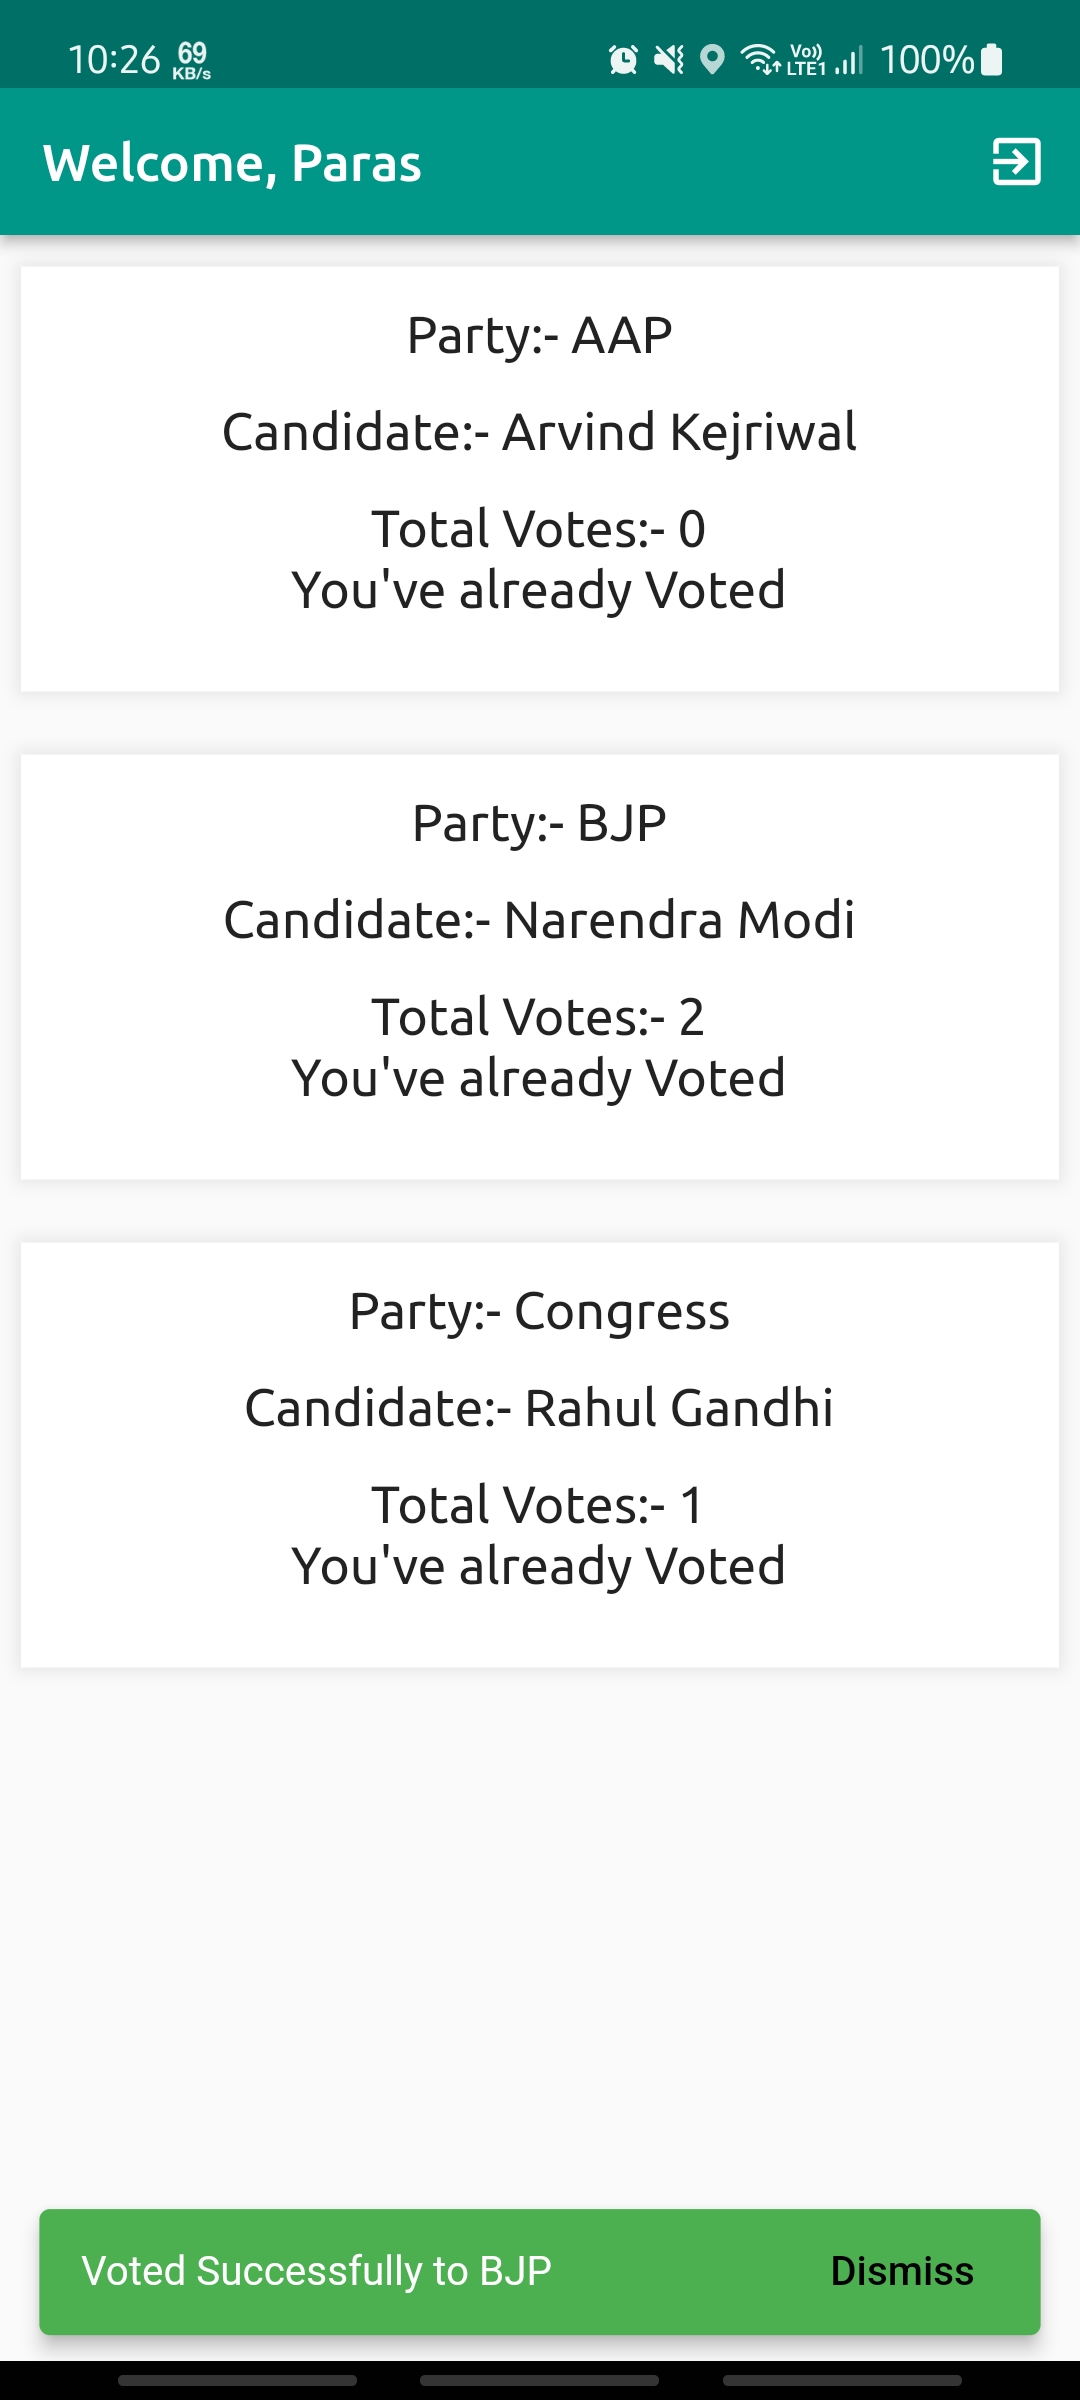 10:26 69 KB/s Vo)) LTE1 100%
Welcome, Paras
Party:- AAP
Candidate:- Arvind Kejriwal
Total Votes:- 0
You've already Voted
Party:- BJP
Candidate:- Narendra Modi
Total Votes:- 2
You've already Voted
Party:- Congress
Candidate:- Rahul Gandhi
Total Votes:- 1
You've already Voted
Voted Successfully to BJP Dismiss